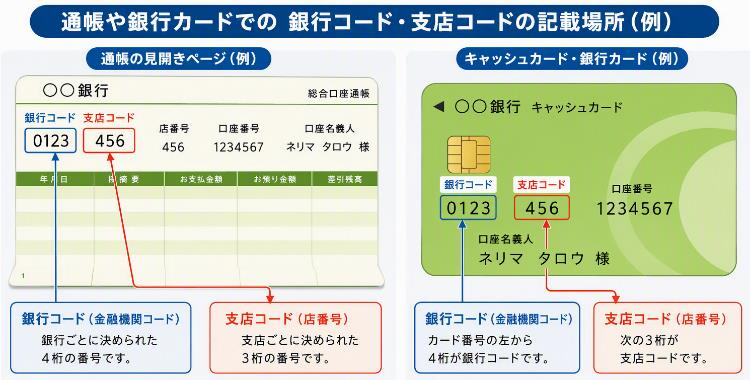 通帳や銀行カードでの 銀行コード・支店コードの記載場所（例）
通帳の見開きページ（例）
〇〇銀行
総合口座通帳
銀行コード
支店コード
店番号
口座番号
口座名義人
0123
456
456
1234567
ネリマ タロウ 様
年月日
摘要
お支払金額
お預り金額
差引残高
1
銀行コード（金融機関コード）
銀行ごとに決められた
4桁の番号です。
支店コード（店番号）
支店ごとに決められた
3桁の番号です。
キャッシュカード・銀行カード（例）
◀ 〇〇銀行 キャッシュカード
銀行コード
支店コード
口座番号
0123
456
1234567
口座名義人
ネリマ タロウ 様
銀行コード（金融機関コード）
カード番号の左から
4桁が銀行コードです。
支店コード（店番号）
次の3桁が
支店コードです。